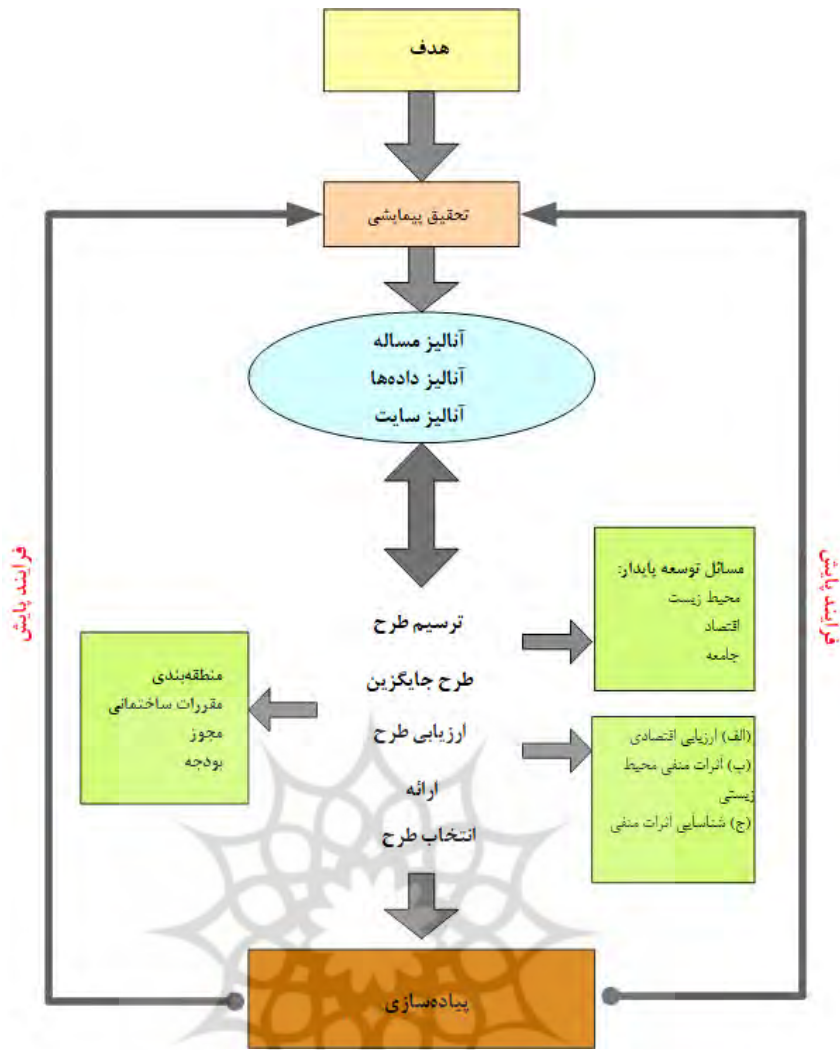 هدف
تحقیق پیمایشی
آنالیز مساله
آنالیز داده‌ها
آنالیز سایت
فرایند پایش
فرایند پایش
مسائل توسعه پایدار:
محیط زیست
اقتصاد
جامعه
ترسیم طرح
طرح جایگزین
ارزیابی طرح
ارائه
انتخاب طرح
منطقه‌بندی
مقررات ساختمانی
مجوز
بودجه
(الف) ارزیابی اقتصادی
(ب) اثرات منفی محیط
زیستی
(ج) شناسایی اثرات منفی
پیاده‌سازی